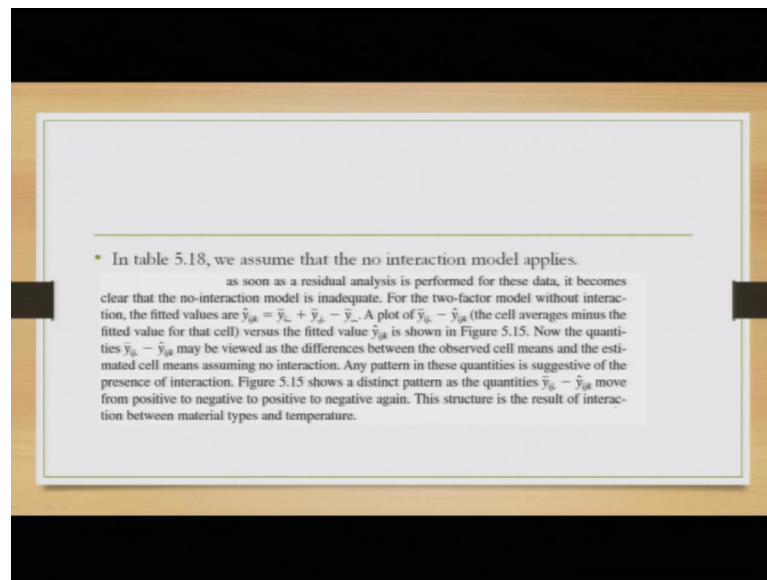 • In table 5.18, we assume that the no interaction model applies.
as soon as a residual analysis is performed for these data, it becomes
clear that the no-interaction model is inadequate. For the two-factor model without interac-
tion, the fitted values are ŷijk = ȳi.. + ȳ.j. − ȳ... A plot of ȳij. − ŷijk (the cell averages minus the
fitted value for that cell) versus the fitted value ŷijk is shown in Figure 5.15. Now the quanti-
ties ȳij. − ŷijk may be viewed as the differences between the observed cell means and the esti-
mated cell means assuming no interaction. Any pattern in these quantities is suggestive of the
presence of interaction. Figure 5.15 shows a distinct pattern as the quantities ȳij. − ŷijk move
from positive to negative to positive to negative again. This structure is the result of interac-
tion between material types and temperature.